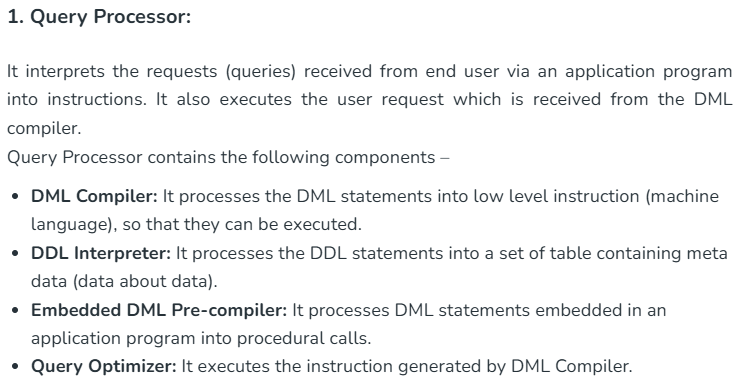 1. Query Processor:
It interprets the requests (queries) received from end user via an application program
into instructions. It also executes the user request which is received from the DML
compiler.
Query Processor contains the following components –
• DML Compiler: It processes the DML statements into low level instruction (machine
language), so that they can be executed.
• DDL Interpreter: It processes the DDL statements into a set of table containing meta
data (data about data).
• Embedded DML Pre-compiler: It processes DML statements embedded in an
application program into procedural calls.
• Query Optimizer: It executes the instruction generated by DML Compiler.